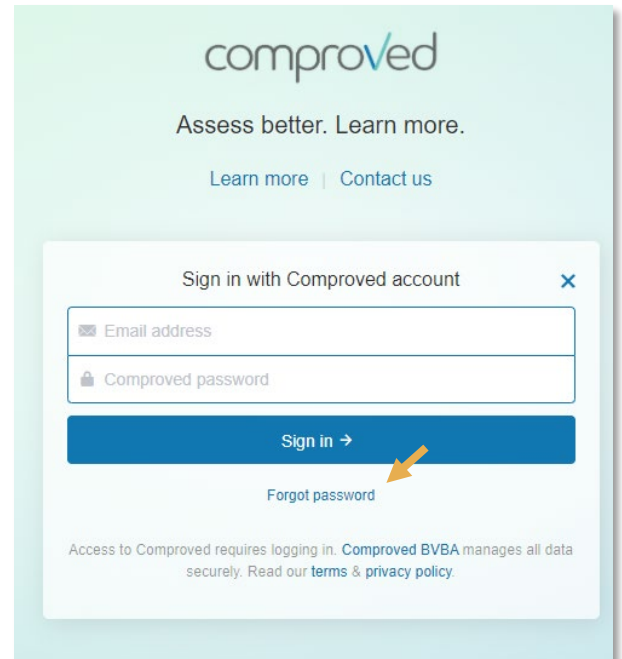 comproved
Assess better. Learn more.
Learn more | Contact us
Sign in with Comproved account
Email address
Comproved password
Sign in →
Forgot password
Access to Comproved requires logging in. Comproved BVBA manages all data
securely. Read our terms & privacy policy.